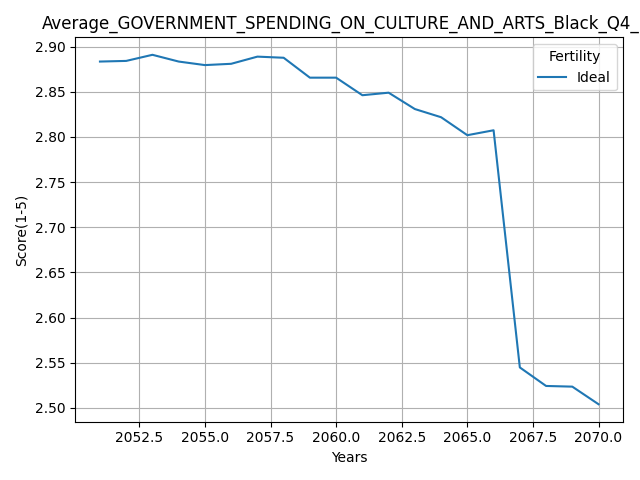 Average_GOVERNMENT_SPENDING_ON_CULTURE_AND_ARTS_Black_Q4_
Fertility
Ideal
Score(1-5)
2.90
2.85
2.80
2.75
2.70
2.65
2.60
2.55
2.50
2052.5 2055.0 2057.5 2060.0 2062.5 2065.0 2067.5 2070.0
Years